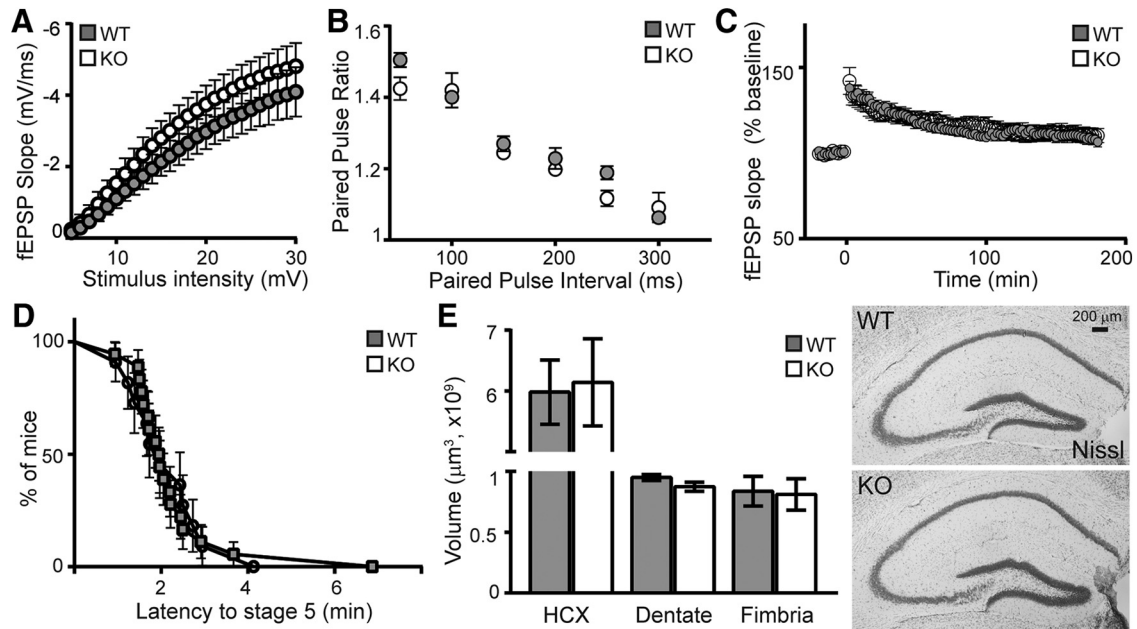 A
WT
KO
fEPSP Slope (mV/ms)
-6
-4
-2
0
10
20
30
Stimulus intensity (mV)
B
WT
KO
Paired Pulse Ratio
1.6
1.4
1.2
1
100
200
300
Paired Pulse Interval (ms)
C
WT
KO
fEPSP slope (% baseline)
150
50
0
100
200
Time (min)
D
WT
KO
% of mice
100
50
0
2
4
6
Latency to stage 5 (min)
E
WT
KO
Volume (μm³, x10⁹)
7
6
1
0.5
0
HCX
Dentate
Fimbria
WT
200 μm
Nissl
KO